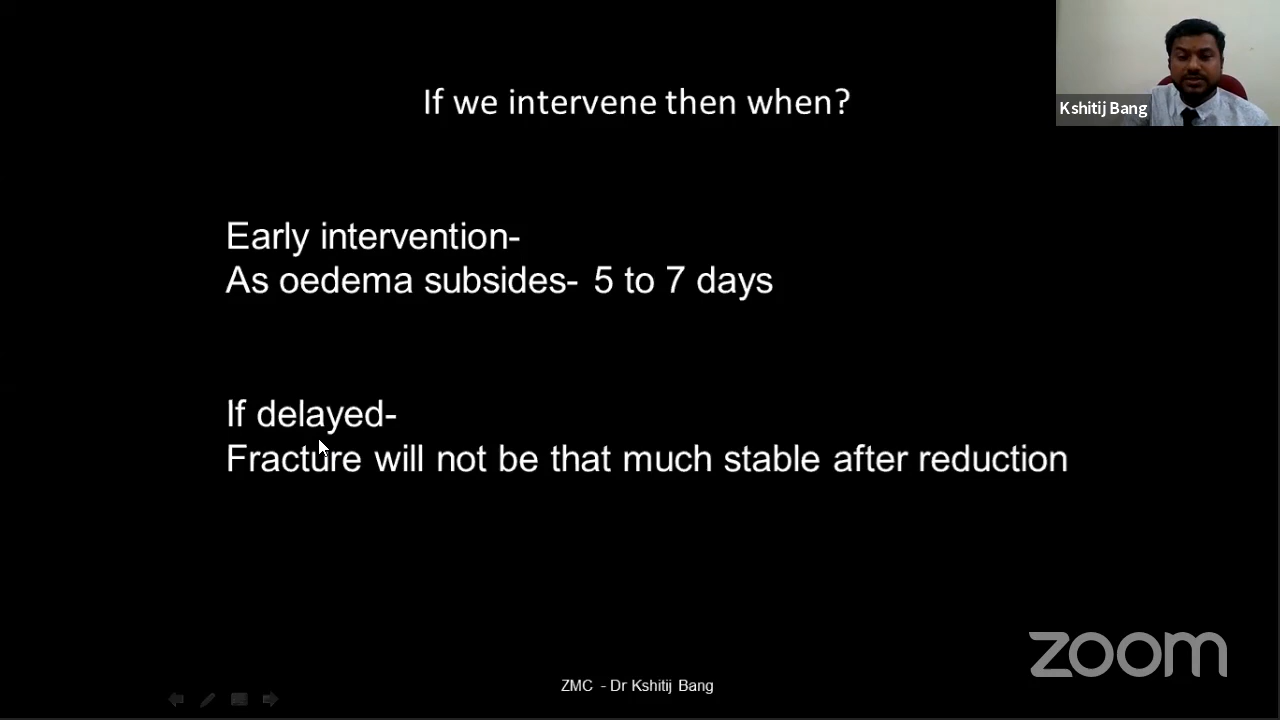 If we intervene then when?
Kshitij Bang
Early intervention-
As oedema subsides- 5 to 7 days
If delayed-
Fracture will not be that much stable after reduction
zoom
ZMC - Dr Kshitij Bang